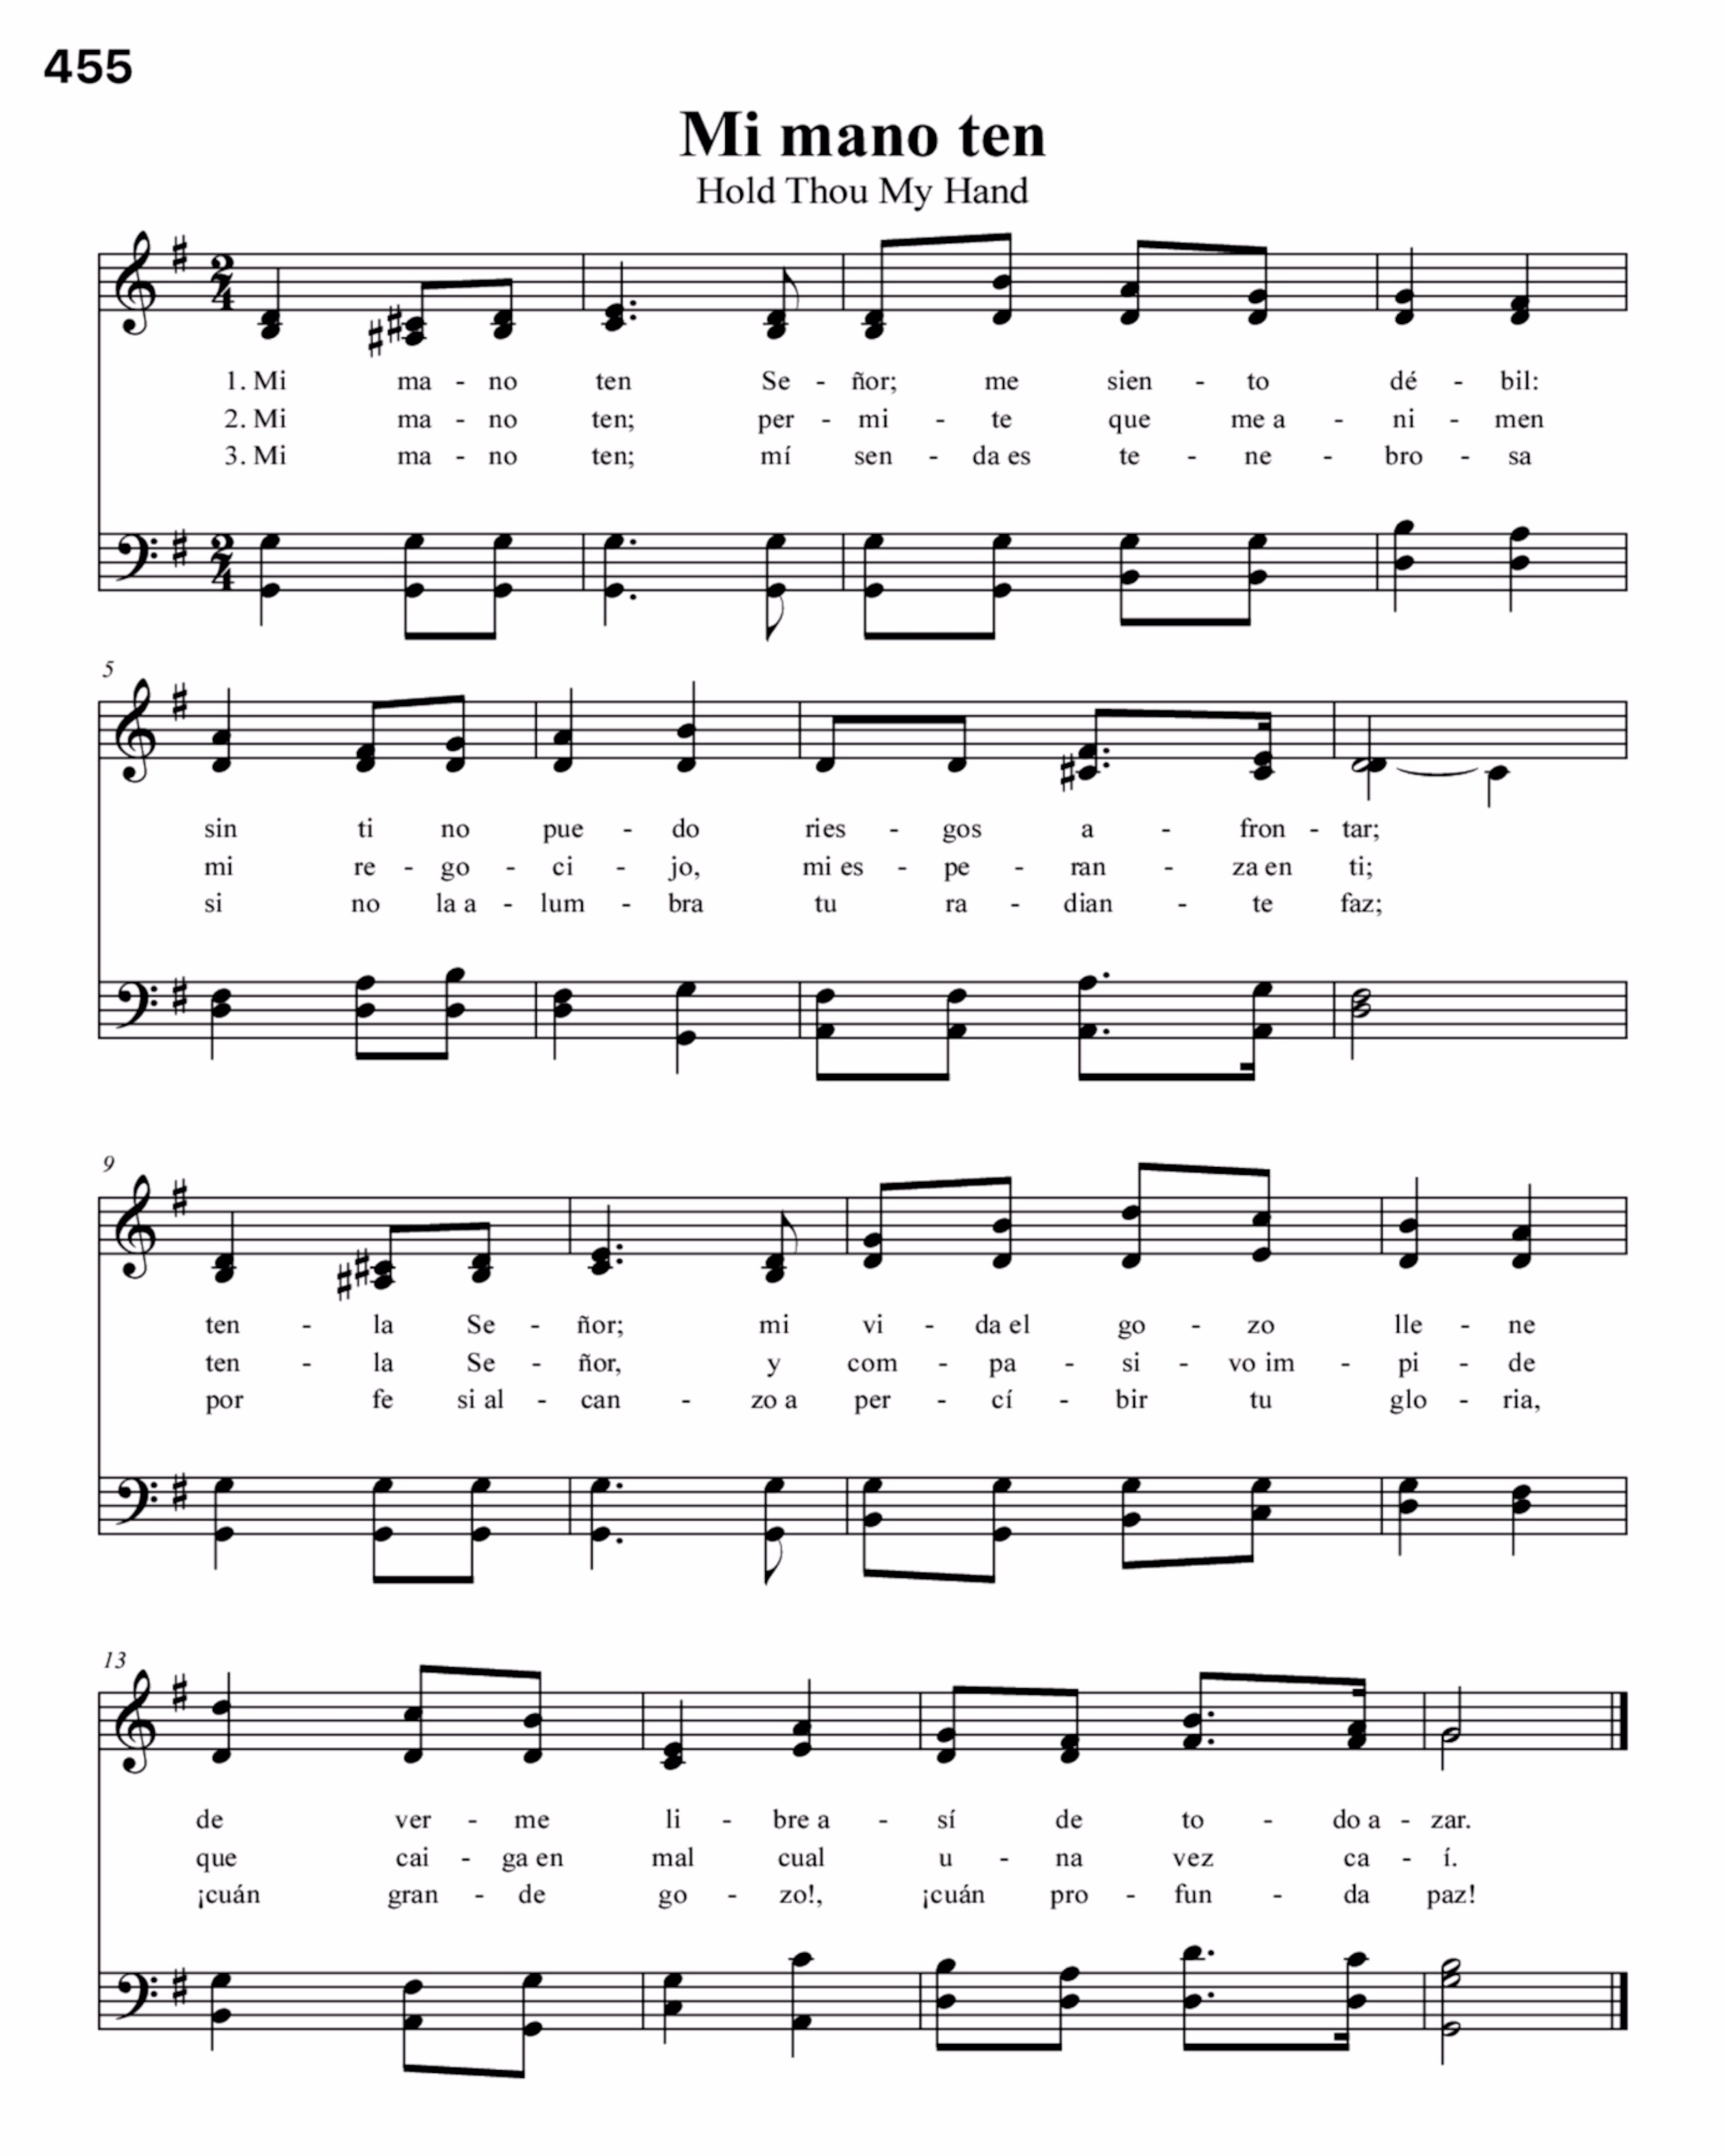 455
Mi mano ten
Hold Thou My Hand
2 4
1. Mi ma - no ten Se - ñor; me sien - to dé - bil:
2. Mi ma - no ten; per - mi - te que me a - ni - men
3. Mi ma - no ten; mí sen - da es te - ne - bro - sa
2 4
5
sin ti no pue - do ries - gos a - fron - tar;
mi re - go - ci - jo, mi es - pe - ran - za en ti;
si no la a - lum - bra tu ra - dian - te faz;
9
ten - la Se - ñor; mi vi - da el go - zo lle - ne
ten - la Se - ñor, y com - pa - si - vo im - pi - de
por fe si al - can - zo a per - cí - bir tu glo - ria,
13
de ver - me li - bre a - sí de to - do a - zar.
que cai - ga en mal cual u - na vez ca - í.
¡cuán gran - de go - zo!, ¡cuán pro - fun - da paz!